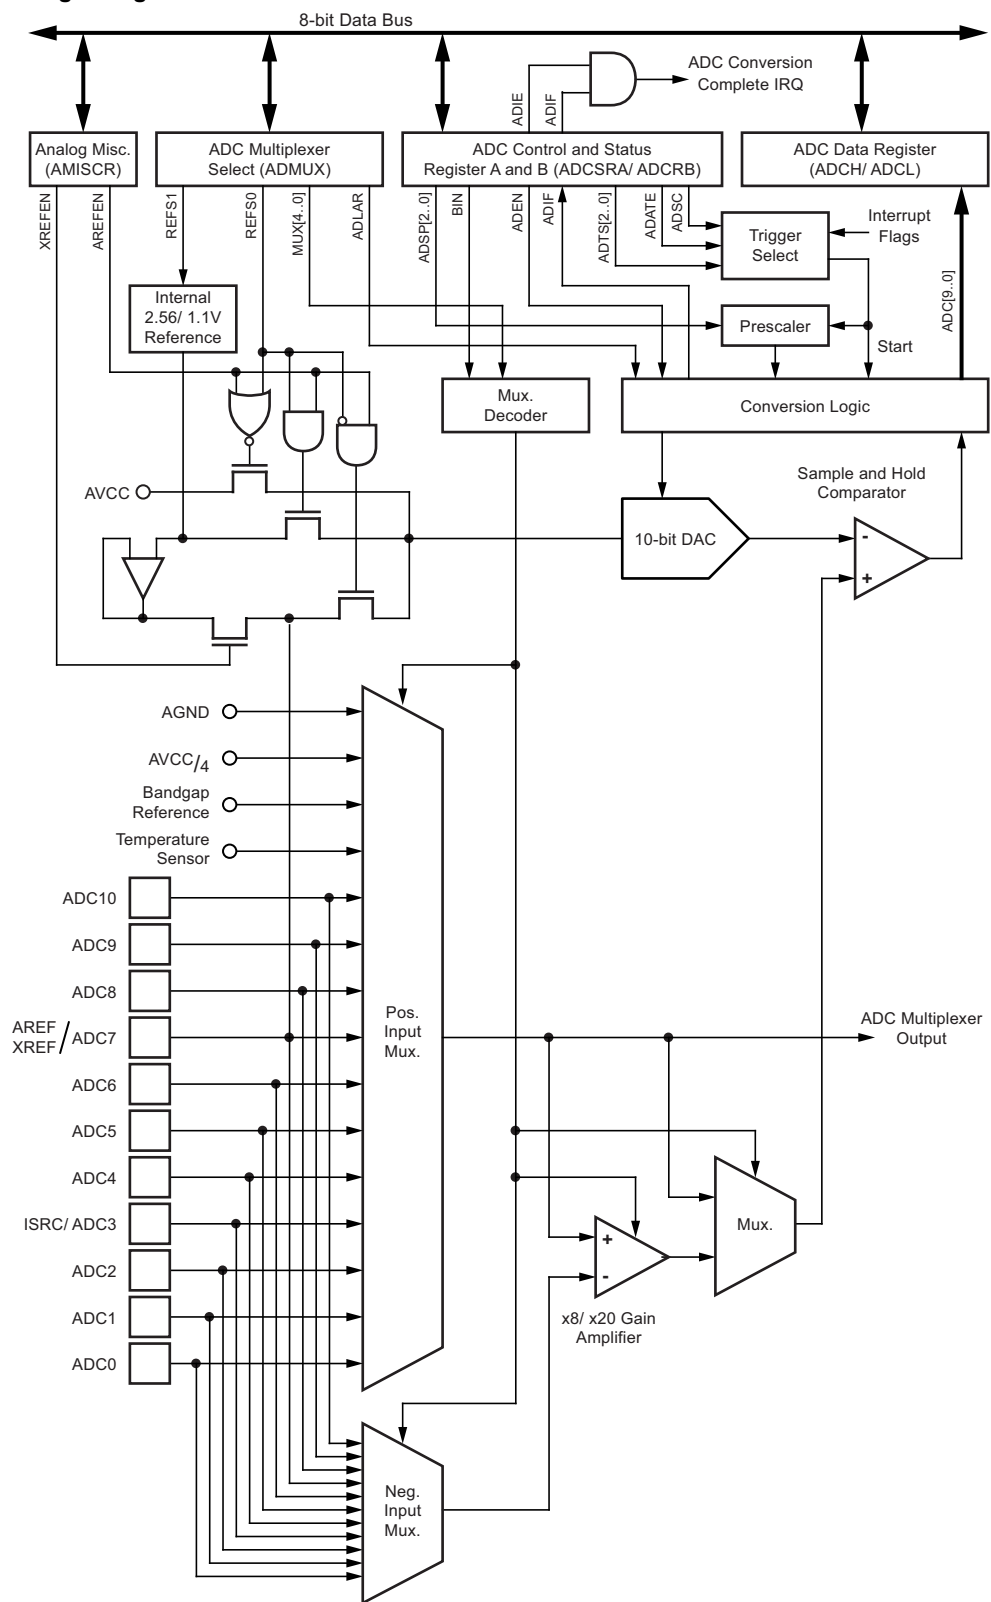 8-bit Data Bus
ADC Conversion
Complete IRQ
ADIE
ADIF
Analog Misc.
(AMISCR)
ADC Multiplexer
Select (ADMUX)
ADC Control and Status
Register A and B (ADCSRA/ ADCRB)
ADC Data Register
(ADCH/ ADCL)
XREFEN
AREFEN
REFS1
REFS0
MUX[4..0]
ADLAR
ADSP[2..0]
BIN
ADEN
ADIF
ADTS[2..0]
ADATE
ADSC
Trigger
Select
Interrupt
Flags
ADC[9..0]
Internal
2.56/ 1.1V
Reference
Prescaler
Start
Mux.
Decoder
Conversion Logic
Sample and Hold
Comparator
AVCC
10-bit DAC
-
+
AGND
AVCC/4
Bandgap
Reference
Temperature
Sensor
ADC10
ADC9
ADC8
AREF
XREF
/ADC7
ADC6
ADC5
ADC4
ISRC/ ADC3
ADC2
ADC1
ADC0
Pos.
Input
Mux.
ADC Multiplexer
Output
Mux.
+
-
x8/ x20 Gain
Amplifier
Neg.
Input
Mux.